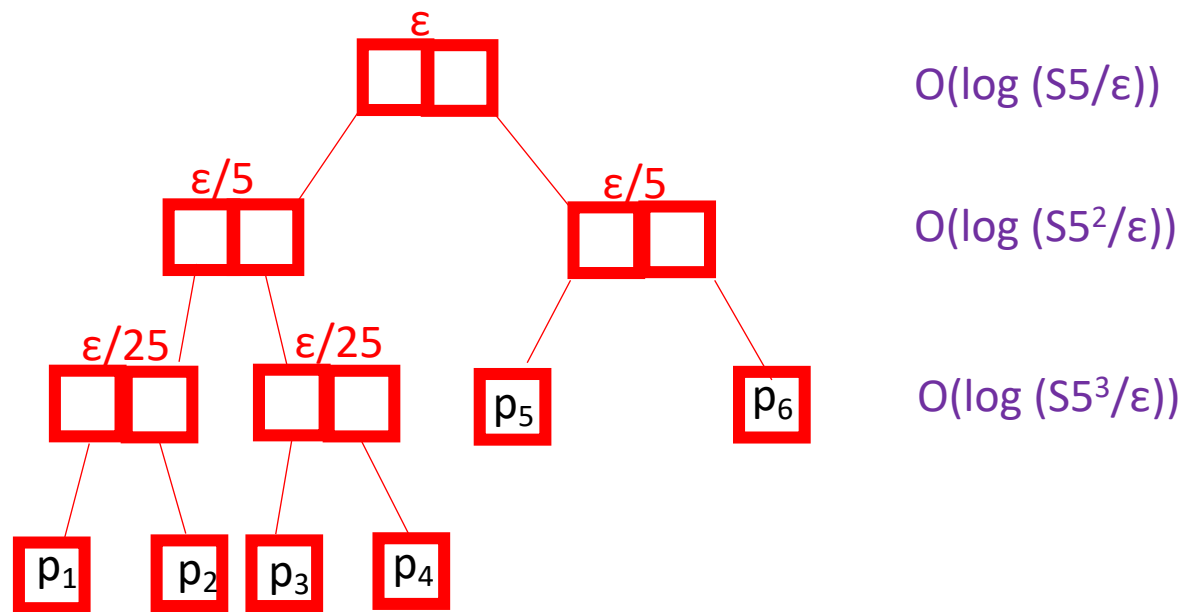 ε
O(log (S5/ε))
ε/5
ε/5
O(log (S5²/ε))
ε/25
ε/25
p₅
p₆
O(log (S5³/ε))
p₁
p₂
p₃
p₄